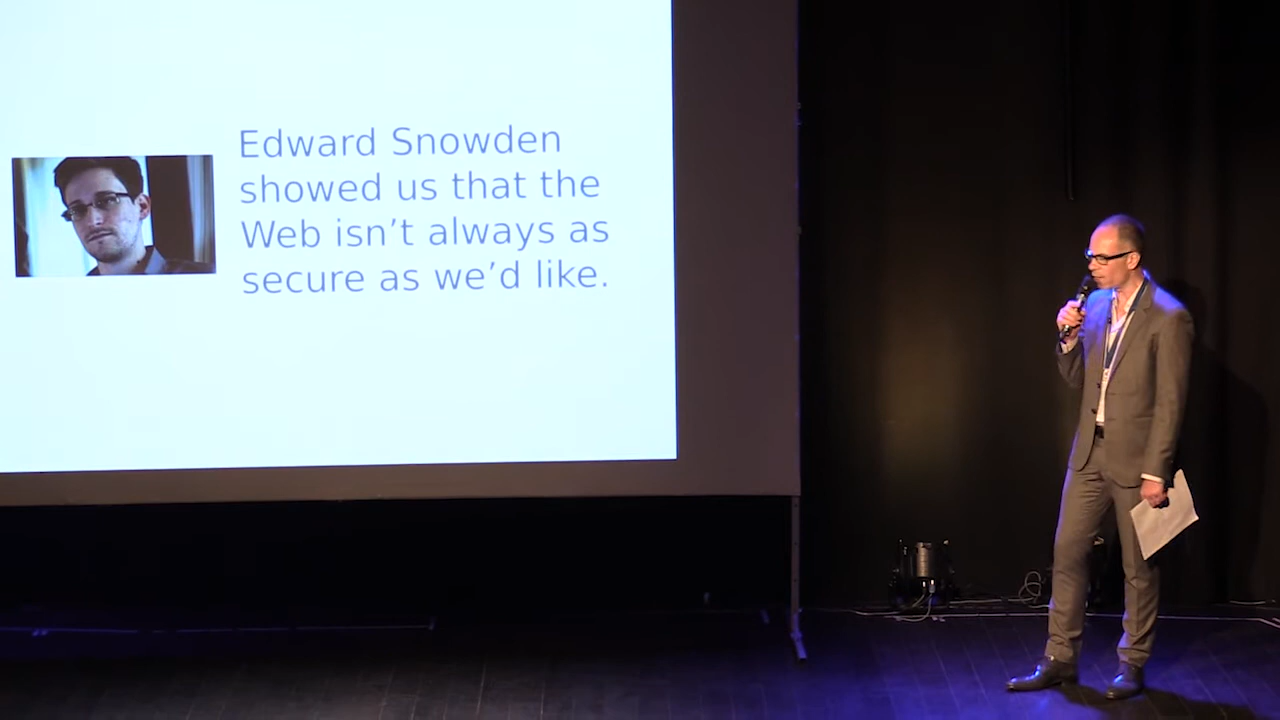 Edward Snowden
showed us that the
Web isn’t always as
secure as we’d like.